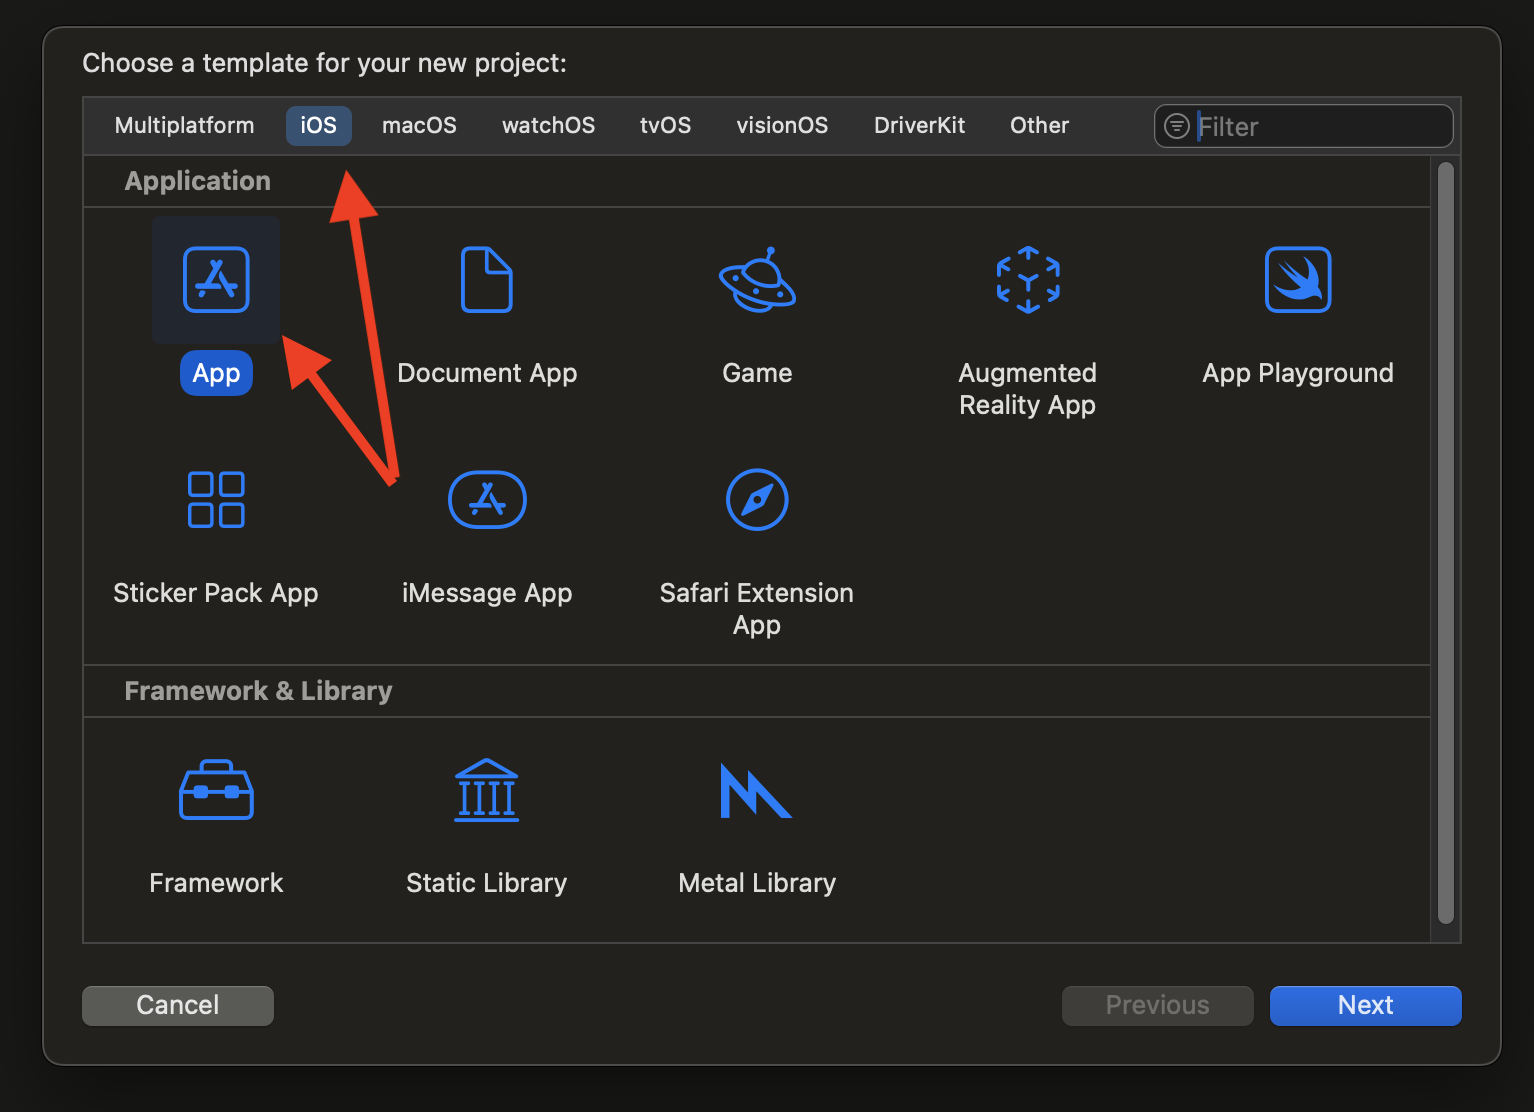 Choose a template for your new project:
Multiplatform iOS macOS watchOS tvOS visionOS DriverKit Other Filter
Application
App Document App Game Augmented Reality App App Playground
Sticker Pack App iMessage App Safari Extension App
Framework & Library
Framework Static Library Metal Library
Cancel Previous Next